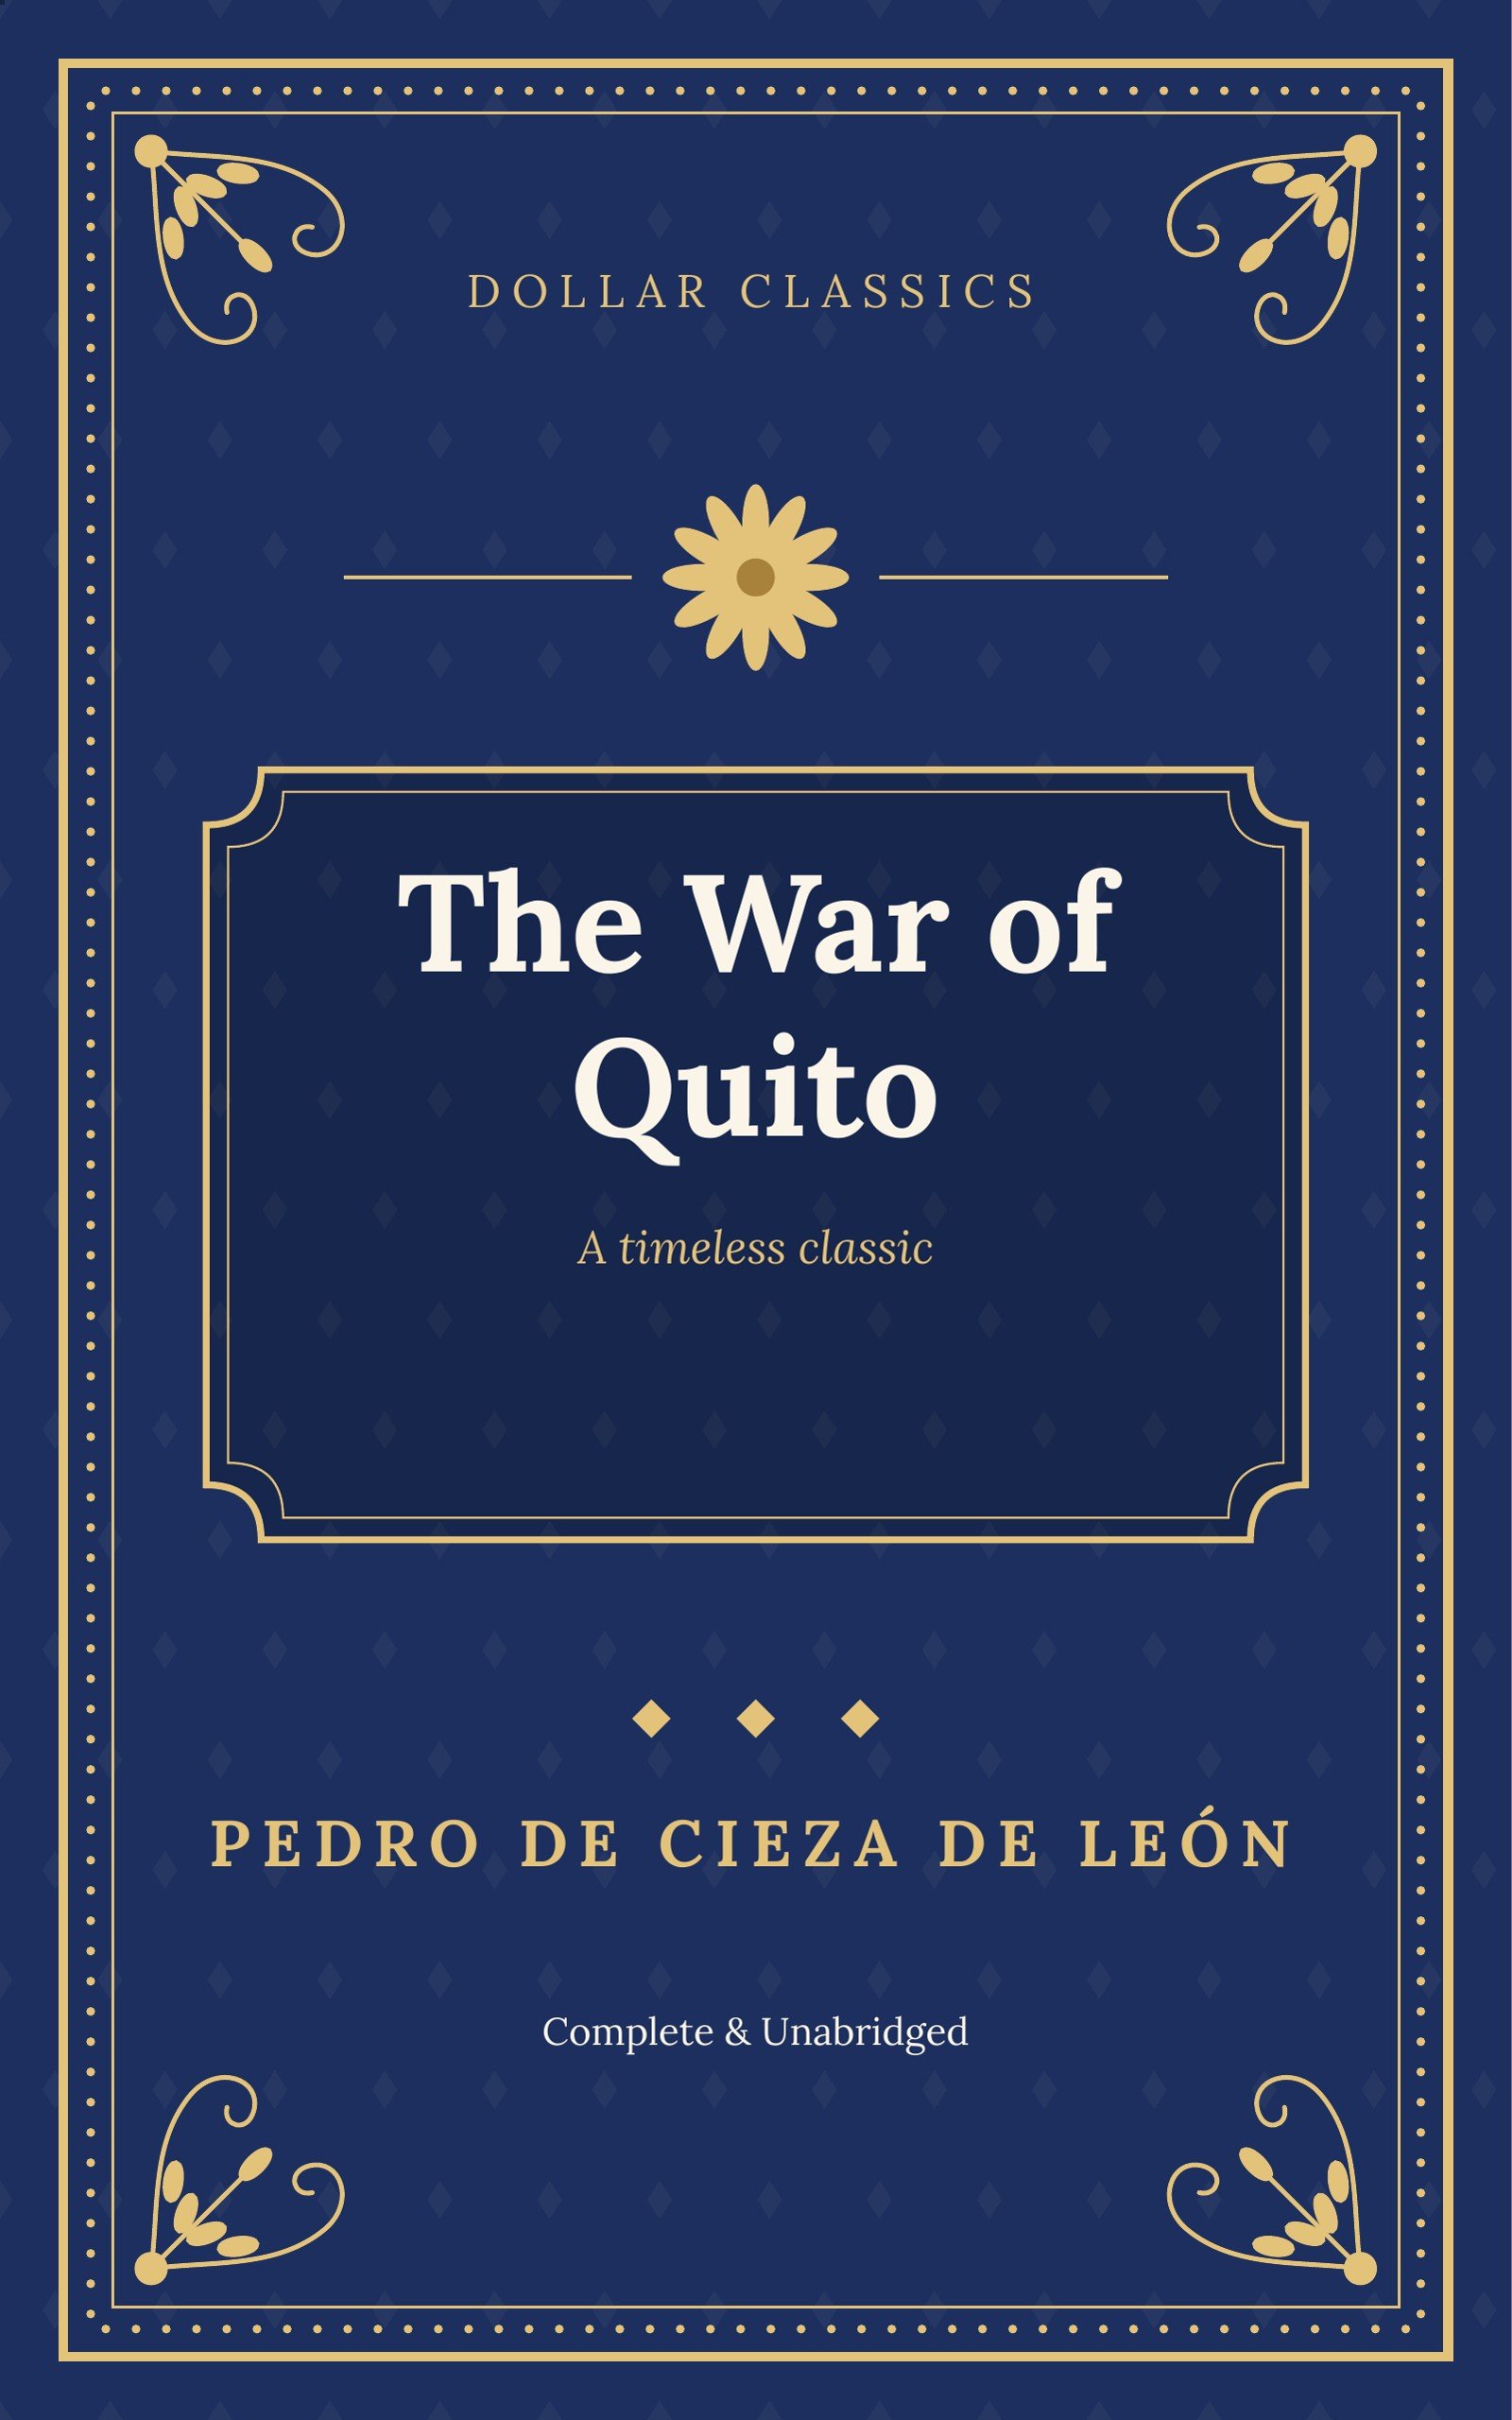 DOLLAR CLASSICS
The War of
Quito
A timeless classic
PEDRO DE CIEZA DE LEÓN
Complete & Unabridged